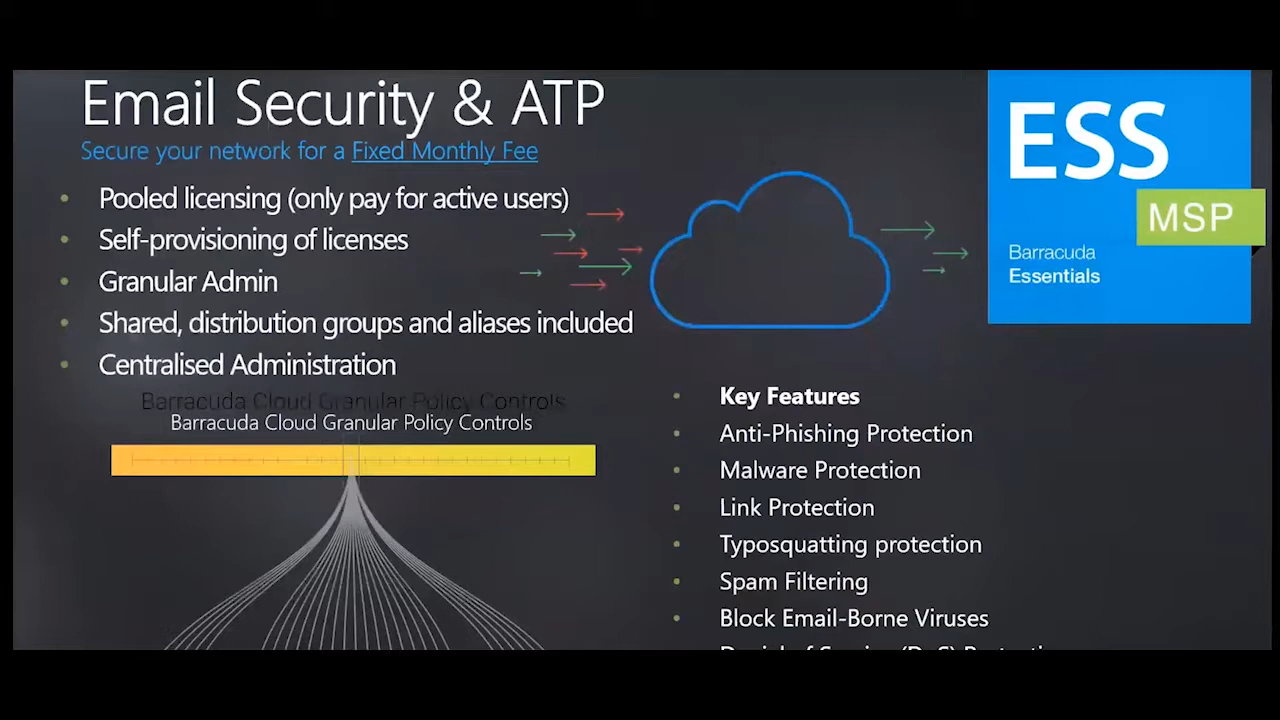 Email Security & ATP
Secure your network for a Fixed Monthly Fee
Pooled licensing (only pay for active users)
Self-provisioning of licenses
Granular Admin
Shared, distribution groups and aliases included
Centralised Administration
Barracuda Cloud Granular Policy Controls
Barracuda Cloud Granular Policy Controls
ESS
MSP
Barracuda
Essentials
Key Features
Anti-Phishing Protection
Malware Protection
Link Protection
Typosquatting protection
Spam Filtering
Block Email-Borne Viruses